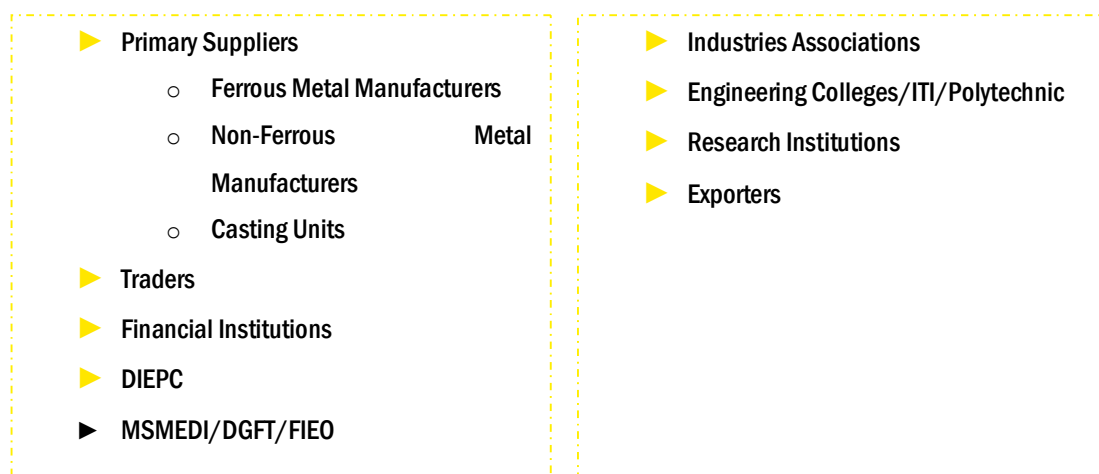 ► Primary Suppliers
o Ferrous Metal Manufacturers
o Non-Ferrous Metal
Manufacturers
o Casting Units
► Traders
► Financial Institutions
► DIEPC
► MSMEDI/DGFT/FIEO
► Industries Associations
► Engineering Colleges/ITI/Polytechnic
► Research Institutions
► Exporters